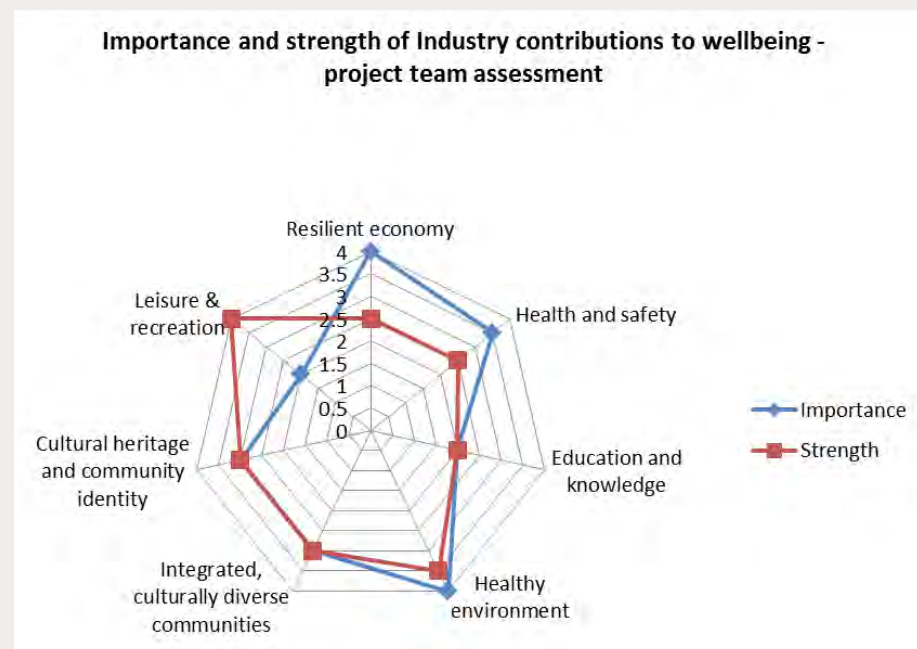 Importance and strength of Industry contributions to wellbeing -
project team assessment
Resilient economy
4
3.5
3
2.5
2
1.5
1
0.5
0
Health and safety
Education and
knowledge
Healthy
environment
Integrated,
culturally diverse
communities
Cultural heritage
and community
identity
Leisure &
recreation
Importance
Strength